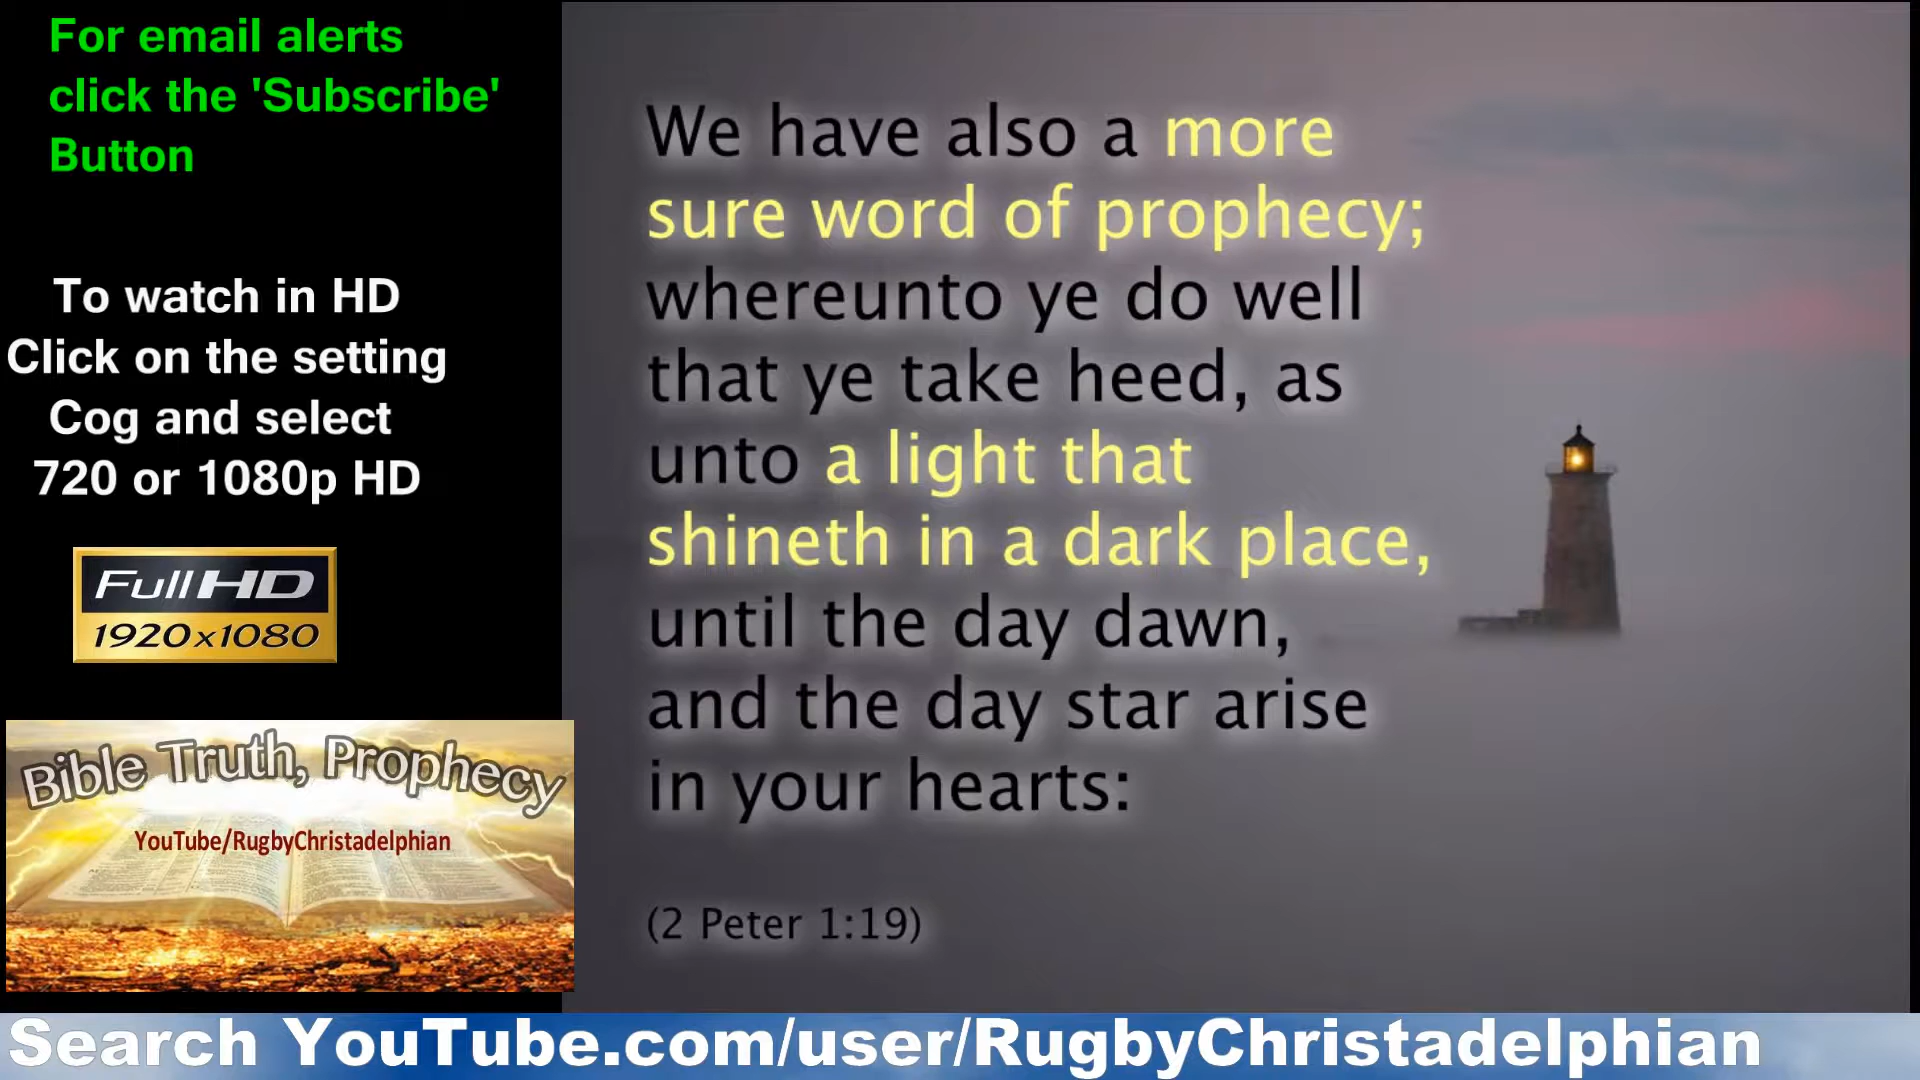 For email alerts
click the 'Subscribe'
Button
To watch in HD
Click on the setting
Cog and select
720 or 1080p HD
Full HD
1920x1080
Bible Truth, Prophecy
YouTube/RugbyChristadelphian
We have also a more
sure word of prophecy;
whereunto ye do well
that ye take heed, as
unto a light that
shineth in a dark place,
until the day dawn,
and the day star arise
in your hearts:
(2 Peter 1:19)
Search YouTube.com/user/RugbyChristadelphian